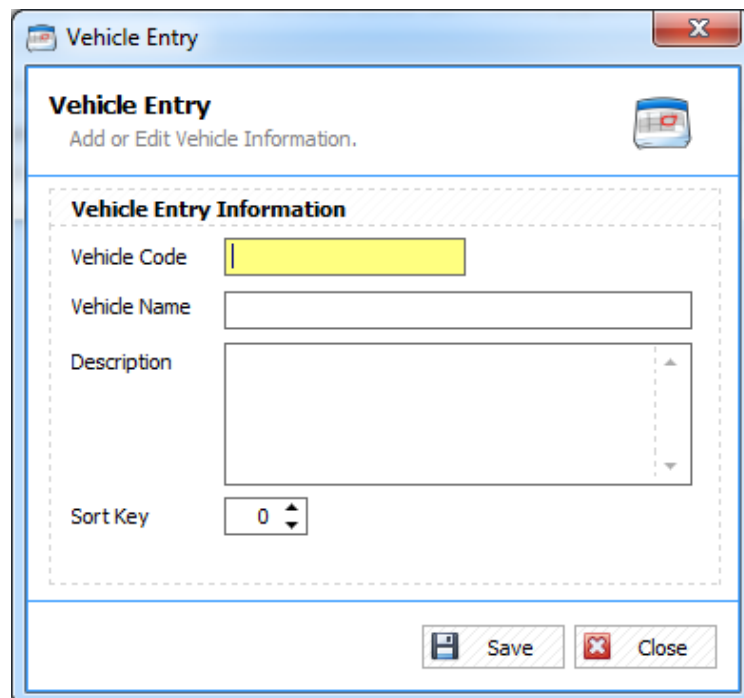 Vehicle Entry
Vehicle Entry
Add or Edit Vehicle Information.
Vehicle Entry Information
Vehicle Code
Vehicle Name
Description
Sort Key 0
Save Close